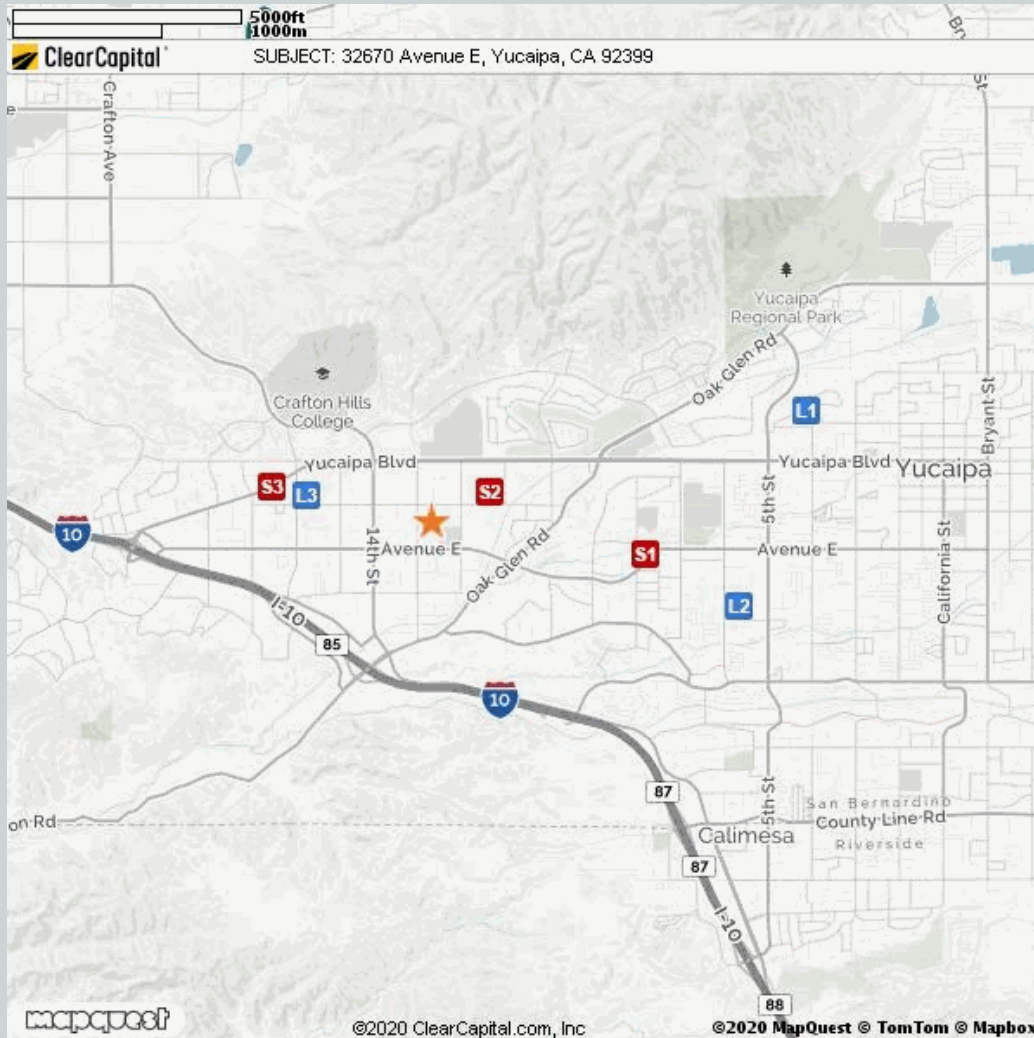 5000ft
1000m
ClearCapital
SUBJECT: 32670 Avenue E, Yucaipa, CA 92399
Bry
St
Crafton Ave
e
Yucaipa
Regional Park
Oak Glen Rd
Crafton Hills
College
L1
Bryant St
Yucaipa Blvd
Yucaipa Blvd
Yucaipa
S3
L3
S2
5th St
10
14th St
Avenue E
Oak Glen Rd
S1
Avenue E
California St
L2
I-10
85
10
87
5th St
San Bernardino
County Line Rd
Riverside
on Rd
Calimesa
87
I-10
88
mapquest
©2020 ClearCapital.com, Inc
©2020 MapQuest © TomTom © Mapbox